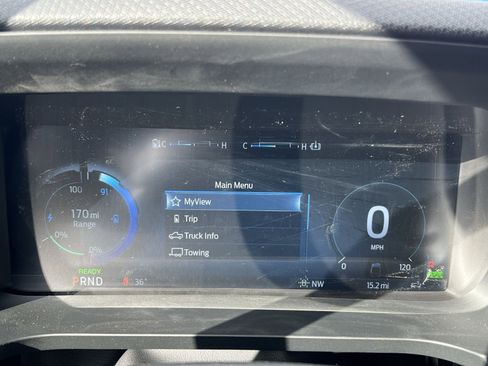 C H C H
Main Menu
100 91
MyView
170 mi
Range
Trip
0
MPH
0% 0%
Truck Info
Towing
0 120
READY
PRND 36° NW 15.2 mi